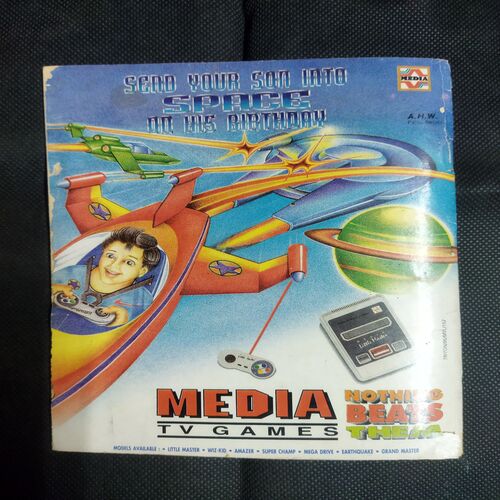 SEND YOUR SON INTO
SPACE
ON HIS BIRTHDAY
MEDIA
A.H.W.
MEDIA
TV GAMES
NOTHING
BEATS
THEM
MODELS AVAILABLE : • LITTLE MASTER • WIZ-KID • AMAZER • SUPER CHAMP • MEGA DRIVE • EARTHQUAKE • GRAND MASTER